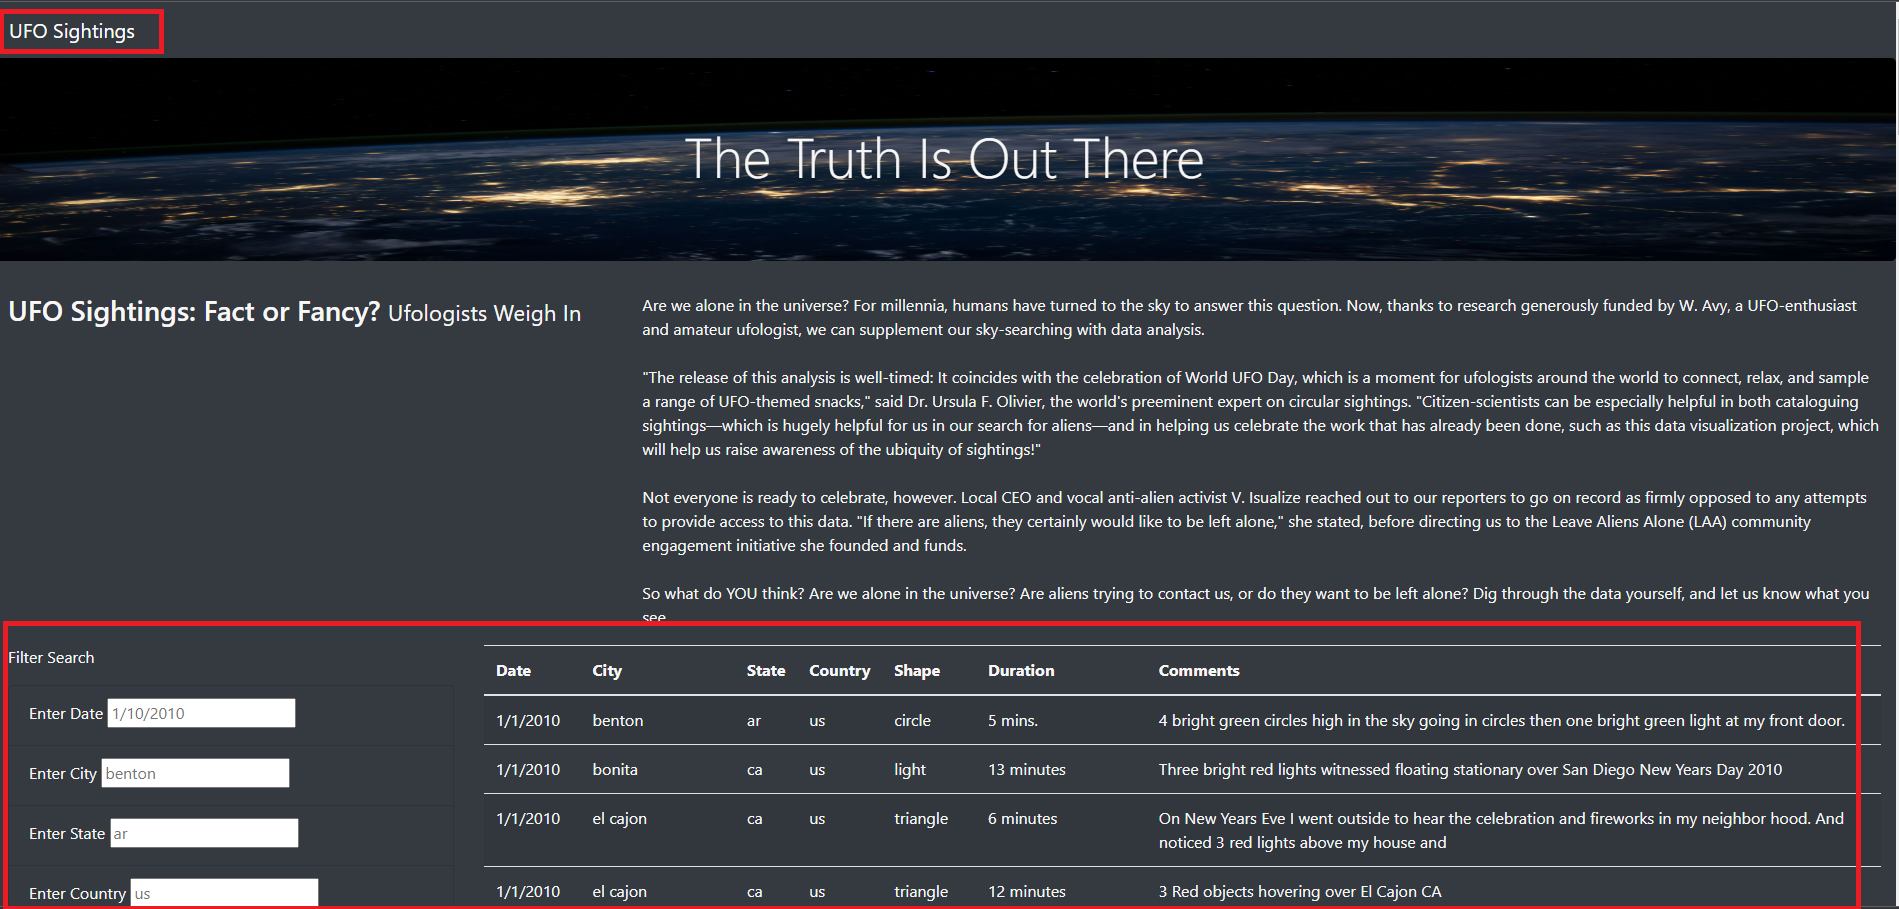 UFO Sightings
The Truth Is Out There
UFO Sightings: Fact or Fancy? Ufologists Weigh In
Are we alone in the universe? For millennia, humans have turned to the sky to answer this question. Now, thanks to research generously funded by W. Avy, a UFO-enthusiast
and amateur ufologist, we can supplement our sky-searching with data analysis.
"The release of this analysis is well-timed: It coincides with the celebration of World UFO Day, which is a moment for ufologists around the world to connect, relax, and sample
a range of UFO-themed snacks," said Dr. Ursula F. Olivier, the world's preeminent expert on circular sightings. "Citizen-scientists can be especially helpful in both cataloguing
sightings—which is hugely helpful for us in our search for aliens—and in helping us celebrate the work that has already been done, such as this data visualization project, which
will help us raise awareness of the ubiquity of sightings!"
Not everyone is ready to celebrate, however. Local CEO and vocal anti-alien activist V. Isualize reached out to our reporters to go on record as firmly opposed to any attempts
to provide access to this data. "If there are aliens, they certainly would like to be left alone," she stated, before directing us to the Leave Aliens Alone (LAA) community
engagement initiative she founded and funds.
So what do YOU think? Are we alone in the universe? Are aliens trying to contact us, or do they want to be left alone? Dig through the data yourself, and let us know what you
see
Filter Search
Enter Date 1/10/2010
Enter City benton
Enter State ar
Enter Country us
Date City State Country Shape Duration Comments
1/1/2010 benton ar us circle 5 mins. 4 bright green circles high in the sky going in circles then one bright green light at my front door.
1/1/2010 bonita ca us light 13 minutes Three bright red lights witnessed floating stationary over San Diego New Years Day 2010
1/1/2010 el cajon ca us triangle 6 minutes On New Years Eve I went outside to hear the celebration and fireworks in my neighbor hood. And
noticed 3 red lights above my house and
1/1/2010 el cajon ca us triangle 12 minutes 3 Red objects hovering over El Cajon CA